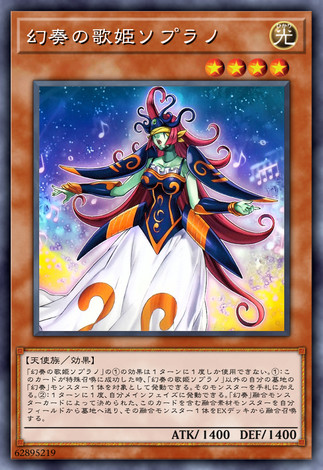 幻奏の歌姫ソプラノ
光
【天使族／効果】
「幻奏の歌姫ソプラノ」の①の効果は１ターンに１度しか使用できない。①：
このカードが特殊召喚に成功した時、「幻奏の歌姫ソプラノ」以外の自分の墓地の
「幻奏」モンスター１体を対象として発動できる。そのモンスターを手札に加え
る。②：１ターンに１度、自分メインフェイズに発動できる。「幻奏」融合モンス
ターカードによって決められた、このカードを含む融合素材モンスターを自分
フィールドから墓地へ送り、その融合モンスター１体をEXデッキから融合召喚
する。
ATK/ 1400 DEF/1400
62895219